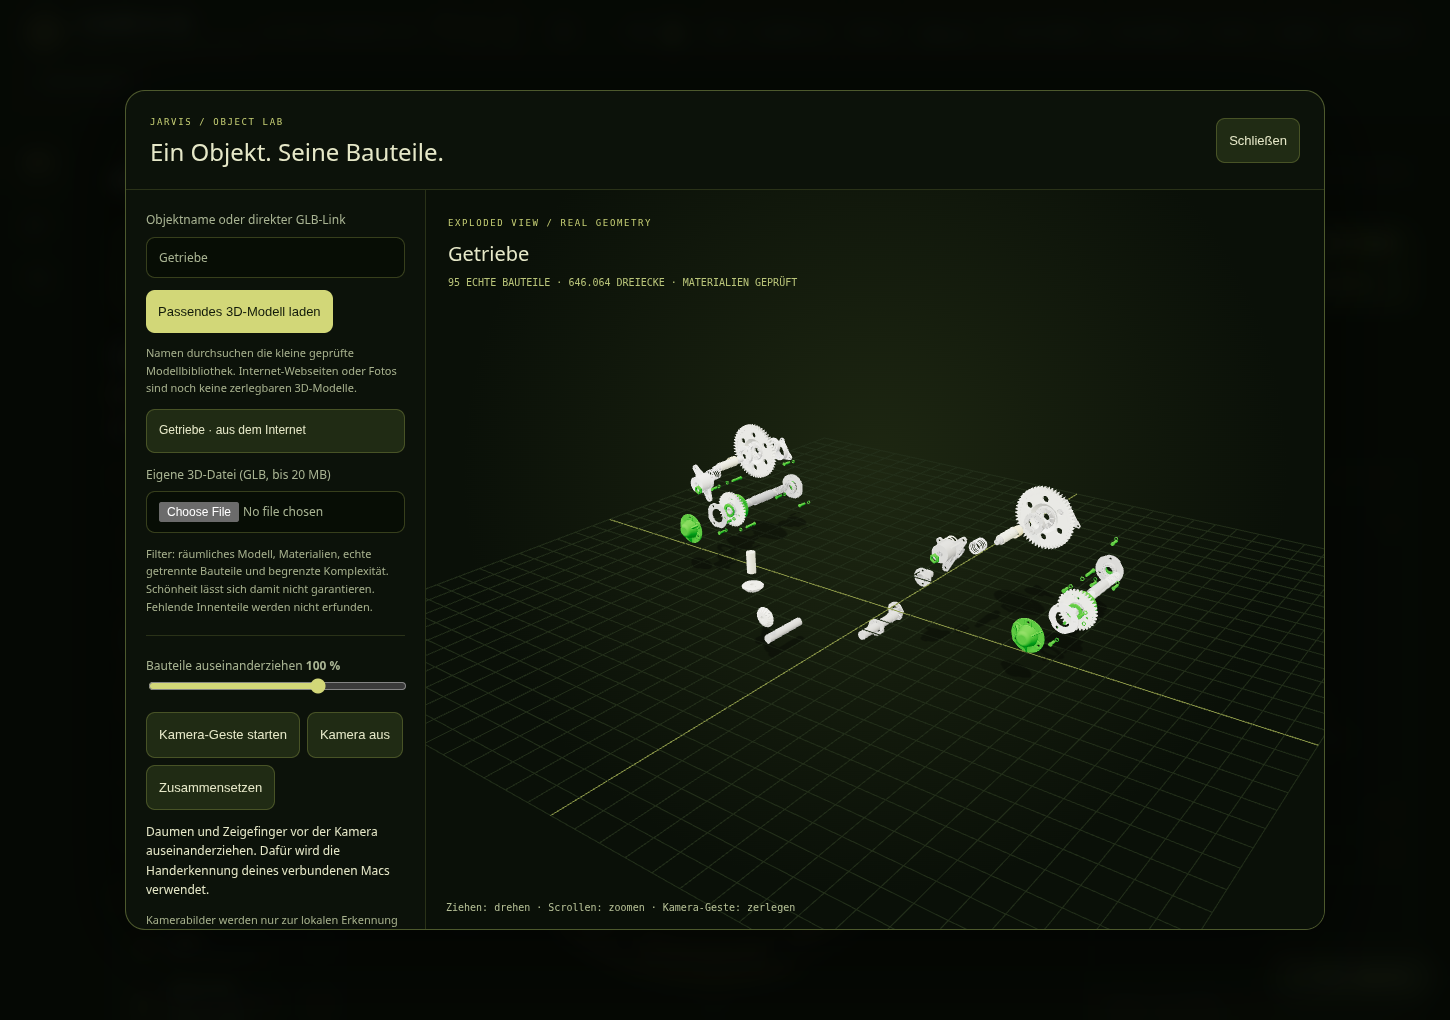 JARVIS / OBJECT LAB
Ein Objekt. Seine Bauteile.
Schließen
Objektname oder direkter GLB-Link
Getriebe
Passendes 3D-Modell laden
Namen durchsuchen die kleine geprüfte
Modellbibliothek. Internet-Webseiten oder Fotos
sind noch keine zerlegbaren 3D-Modelle.
Getriebe · aus dem Internet
Eigene 3D-Datei (GLB, bis 20 MB)
Choose File No file chosen
Filter: räumliches Modell, Materialien, echte
getrennte Bauteile und begrenzte Komplexität.
Schönheit lässt sich damit nicht garantieren.
Fehlende Innenteile werden nicht erfunden.
Bauteile auseinanderziehen 100 %
Kamera-Geste starten
Kamera aus
Zusammensetzen
Daumen und Zeigefinger vor der Kamera
auseinanderziehen. Dafür wird die
Handerkennung deines verbundenen Macs
verwendet.
Kamerabilder werden nur zur lokalen Erkennung
EXPLODED VIEW / REAL GEOMETRY
Getriebe
95 ECHTE BAUTEILE · 646.064 DREIECKE · MATERIALIEN GEPRÜFT
Ziehen: drehen · Scrollen: zoomen · Kamera-Geste: zerlegen